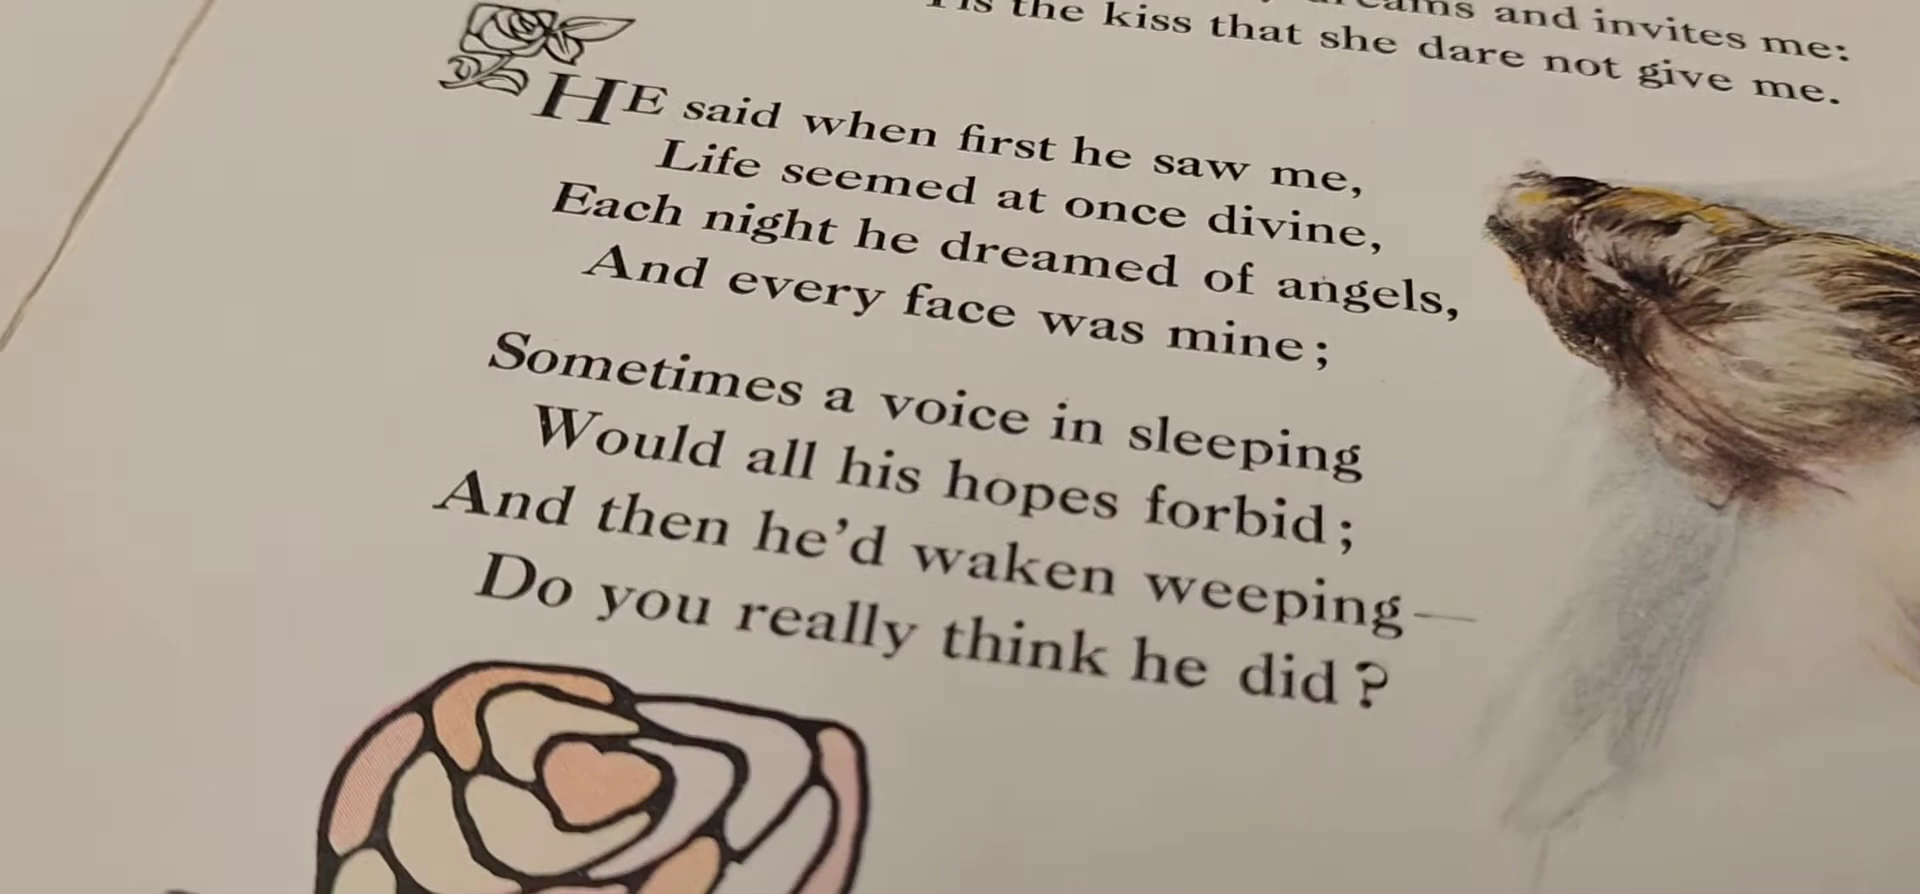 and invites me:
the kiss that she dare not give me.
HE said when first he saw me,
Life seemed at once divine,
Each night he dreamed of angels,
And every face was mine;
Sometimes a voice in sleeping
Would all his hopes forbid;
And then he'd waken weeping—
Do you really think he did?